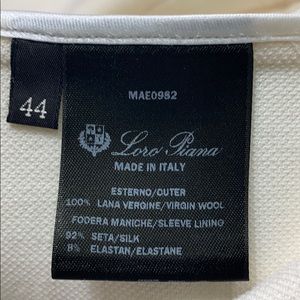 44
MAE0982
Loro Piana
MADE IN ITALY
ESTERNO/OUTER
100% LANA VERGINE/VIRGIN WOOL
FODERA MANICHE/SLEEVE LINING
92% SETA/SILK
8% ELASTAN/ELASTANE